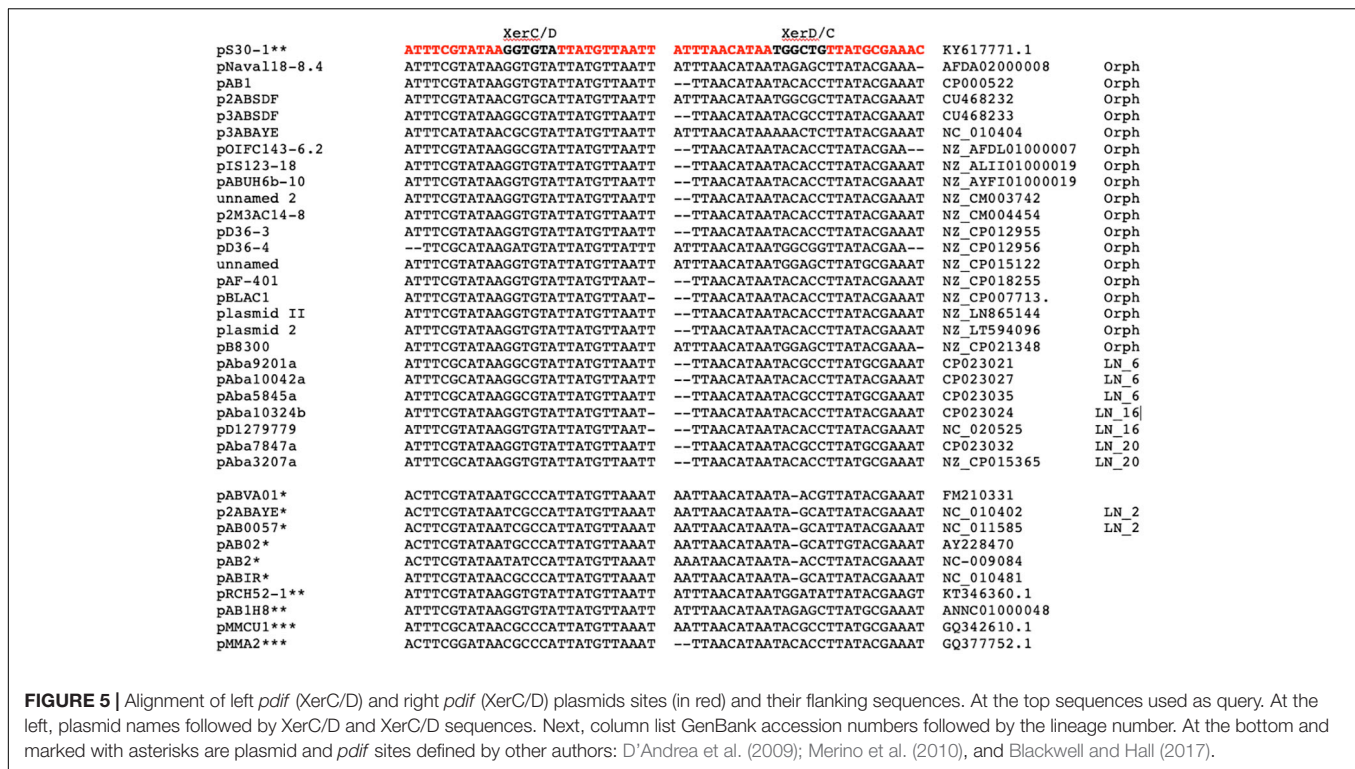 XerC/D XerD/C
pS30-1** ATTTCGTATAAGGTGTATTATGTTAATT ATTTAACATAATGGCTGTTATGCGAAAC KY617771.1
pNaval18-8.4 ATTTCGTATAAGGTGTATTATGTTAATT ATTTAACATAATAGAGCTTATACGAAA- AFDA02000008 Orph
pAB1 ATTTCGTATAAGGCGTATTATGTTAATT --TTAACATAATGGCGCTTATACGAAAT CP000522 Orph
p2ABSDF ATTTCGTATAACGTGCATTATGTTAATT ATTTAACATAATGGCGCTTATACGAAAT CU468232 Orph
p3ABSDF ATTTCGTATAAGGCGTATTATGTTAATT --TTAACATAATACGCCTTATACGAAAT CU468233 Orph
p3ABAYE ATTTCATATAACGCGTATTATGTTAATT ATTTAACATAAAAACTCTTATACGAAAT NC_010404 Orph
pOIFC143-6.2 ATTTCGTATAAGGTGTATTATGTTAATT --TTAACATAATACACCTTATACGAA-- NZ_AFDL01000007 Orph
pIS123-18 ATTTCGTATAAGGTGTATTATGTTAATT --TTAACATAATACACCTTATACGAAAT NZ_ALII01000019 Orph
pABUH6b-10 ATTTCGTATAAGGTGTATTATGTTAATT --TTAACATAATACACCTTATACGAAAT NZ_AYFI01000019 Orph
unnamed 2 ATTTCGTATAAGGTGTATTATGTTAATT --TTAACATAATACACCTTATACGAAAT NZ_CM003742 Orph
p2M3AC14-8 ATTTCGTATAAGGTGTATTATGTTAATT --TTAACATAATACACCTTATACGAAAT NZ_CM004454 Orph
pD36-3 ATTTCGTATAAGGTGTATTATGTTAATT --TTAACATAATACACCTTATACGAAAT NZ_CP012955 Orph
pD36-4 --TTCGCATAAGATGTATTATGTTATTT ATTTAACATAATGGCGGTTATACGAA-- NZ_CP012956 Orph
unnamed ATTTCGTATAAGGTGTATTATGTTAATT ATTTAACATAATGGAGCTTATGCGAAAT NZ_CP015122 Orph
pAF-401 ATTTCGTATAAGGTGTATTATGTTAAT- --TTAACATAATACACCTTATACGAAAT NZ_CP018255 Orph
pBLAC1 ATTTCGTATAAGGTGTATTATGTTAAT- --TTAACATAATACACCTTATACGAAAT NZ_CP007713. Orph
plasmid II ATTTCGTATAAGGTGTATTATGTTAATT --TTAACATAATACACCTTATACGAAAT NZ_LN865144 Orph
plasmid 2 ATTTCGTATAAGGTGTATTATGTTAATT --TTAACATAATACACCTTATACGAAAT NZ_LT594096 Orph
pB8300 ATTTCGTATAAGGTGTATTATGTTAATT ATTTAACATAATGGAGCTTATACGAAA- NZ_CP021348 Orph
pAba9201a ATTTCGCATAAGGCGTATTATGTTAATT --TTAACATAATACGCCTTATACGAAAT CP023021 LN_6
pAba10042a ATTTCGCATAAGGCGTATTATGTTAATT --TTAACATAATACACCTTATACGAAAT CP023027 LN_6
pAba5845a ATTTCGCATAAGGTGTATTATGTTAATT --TTAACATAATACGCCTTATACGAAAT CP023035 LN_6
pAba10324b ATTTCGTATAAGGTGTATTATGTTAAT- --TTAACATAATACACCTTATACGAAAT CP023024 LN_16
pD1279779 ATTTCGTATAAGGTGTATTATGTTAAT- --TTAACATAATACACCTTATACGAAAT NC_020525 LN_16
pAba7847a ATTTCGCATAAGGTGTATTATGTTAATT --TTAACATAATACGCCTTATGCGAAAT CP023032 LN_20
pAba3207a ATTTCGCATAAGGTGTATTATGTTAATT --TTAACATAATACACCTTATGCGAAAT NZ_CP015365 LN_20
pABVA01* ACTTCGTATAATGCCCATTATGTTAAAT AATTAACATAATA-ACGTTATACGAAAT FM210331
p2ABAYE* ACTTCGTATAATCGCCATTATGTTAAAT AATTAACATAATA-GCATTATACGAAAT NC_010402 LN_2
pAB0057* ACTTCGTATAATCGCCATTATGTTAAAT AATTAACATAATA-GCATTATACGAAAT NC_011585 LN_2
pAB02* ACTTCGTATAATGCCCATTATGTTAAAT AATTAACATAATA-GCATTGTACGAAAT AY228470
pAB2* ACTTCGTATAATATCCATTATGTTAAAT AAATAACATAATA-ACCTTATACGAAAT NC-009084
pABIR* ATTTCGTATAACGCCCATTATGTTAAAT AATTAACATAATA-GCATTATACGAAAT NC_010481
pRCH52-1** ATTTCGTATAAGGTGTATTATGTTAATT ATTTAACATAATGGATATTATACGAAGT KT346360.1
pAB1H8** ATTTCGTATAAGGTGTATTATGTTAATT ATTTAACATAATAGAGCTTATGCGAAAT ANNC01000048
pMMCU1*** ATTTCGCATAACGCCCATTATGTTAAAT AATTAACATAATACGCCTTATGCGAAAT GQ342610.1
pMMA2*** ACTTCGGATAACGCCCATTATGTTAAAT --TTAACATAATACACCTTATGCGAAAT GQ377752.1
FIGURE 5 | Alignment of left pdif (XerC/D) and right pdif (XerC/D) plasmids sites (in red) and their flanking sequences. At the top sequences used as query. At the
left, plasmid names followed by XerC/D and XerC/D sequences. Next, column list GenBank accession numbers followed by the lineage number. At the bottom and
marked with asterisks are plasmid and pdif sites defined by other authors: D'Andrea et al. (2009); Merino et al. (2010), and Blackwell and Hall (2017).